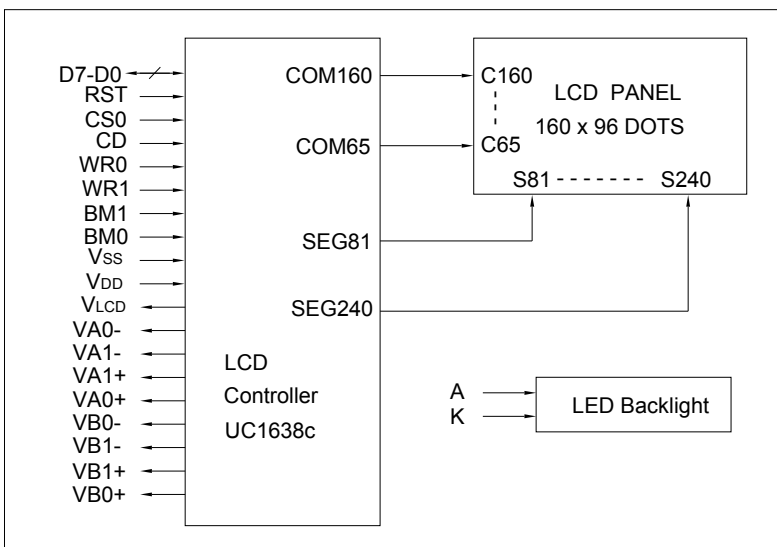 D7-D0
RST
CS0
CD
WR0
WR1
BM1
BM0
VSS
VDD
VLCD
VA0-
VA1-
VA1+
VA0+
VB0-
VB1-
VB1+
VB0+
COM160
COM65
SEG81
SEG240
LCD
Controller
UC1638c
C160
C65
LCD PANEL
160 x 96 DOTS
S81 - - - - - - - S240
A
K
LED Backlight